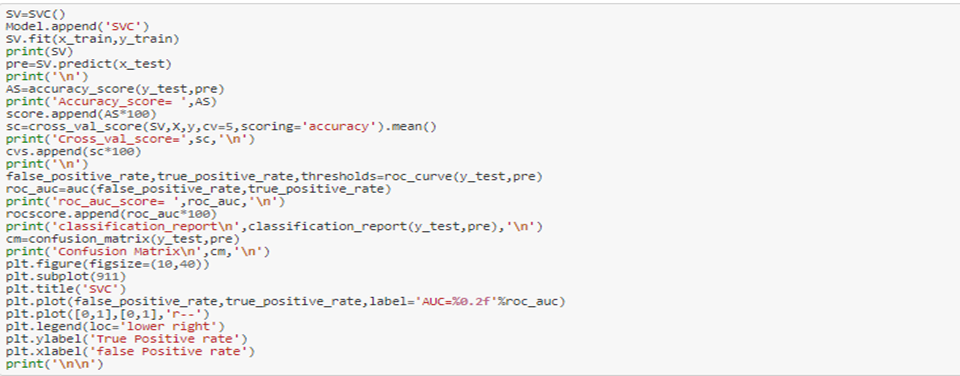 SV=SVC()
Model.append('SVC')
SV.fit(x_train,y_train)
print(SV)
pre=SV.predict(x_test)
print('\n')
AS=accuracy_score(y_test,pre)
print('Accuracy_score= ',AS)
score.append(AS*100)
sc=cross_val_score(SV,X,y,cv=5,scoring='accuracy').mean()
print('Cross_val_score=',sc,'\n')
cvs.append(sc*100)
print('\n')
false_positive_rate,true_positive_rate,thresholds=roc_curve(y_test,pre)
roc_auc=auc(false_positive_rate,true_positive_rate)
print('roc_auc_score= ',roc_auc,'\n')
rocscore.append(roc_auc*100)
print('classification_report\n',classification_report(y_test,pre),'\n')
cm=confusion_matrix(y_test,pre)
print('Confusion Matrix\n',cm,'\n')
plt.figure(figsize=(10,40))
plt.subplot(911)
plt.title('SVC')
plt.plot(false_positive_rate,true_positive_rate,label='AUC=%0.2f'%roc_auc)
plt.plot([0,1],[0,1],'r--')
plt.legend(loc='lower right')
plt.ylabel('True Positive rate')
plt.xlabel('false Positive rate')
print('\n\n')